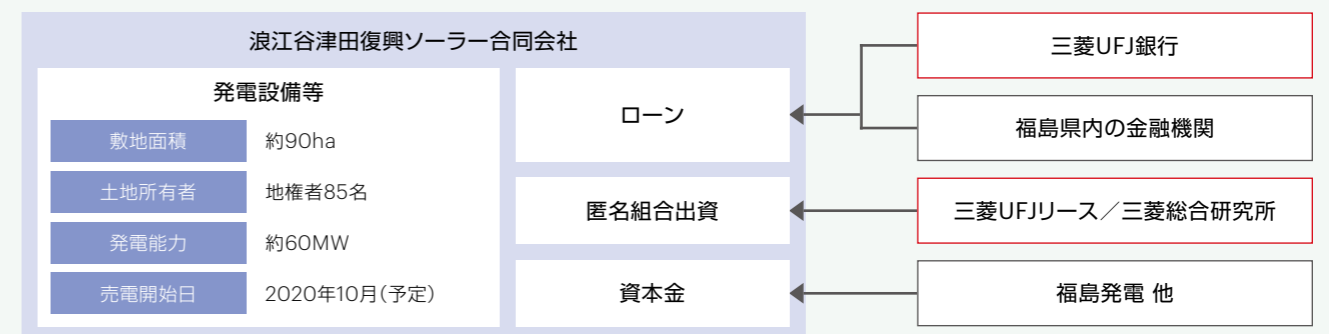 浪江谷津田復興ソーラー合同会社
発電設備等
敷地面積 約90ha
土地所有者 地権者85名
発電能力 約60MW
売電開始日 2020年10月(予定)
ローン
匿名組合出資
資本金
三菱UFJ銀行
福島県内の金融機関
三菱UFJリース／三菱総合研究所
福島発電 他